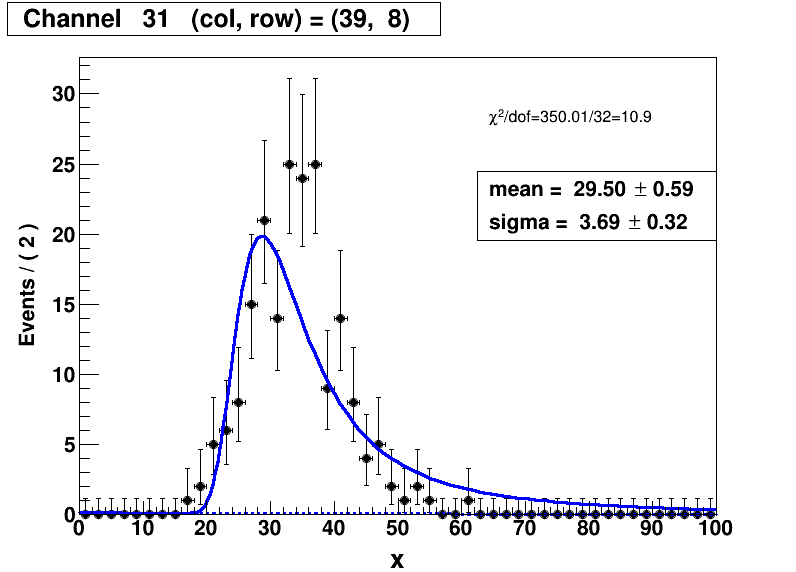 Channel 31 (col, row) = (39, 8)
χ²/dof=350.01/32=10.9
mean = 29.50 ± 0.59
sigma = 3.69 ± 0.32
Events / ( 2 )
30
25
20
15
10
5
0
0 10 20 30 40 50 60 70 80 90 100
x